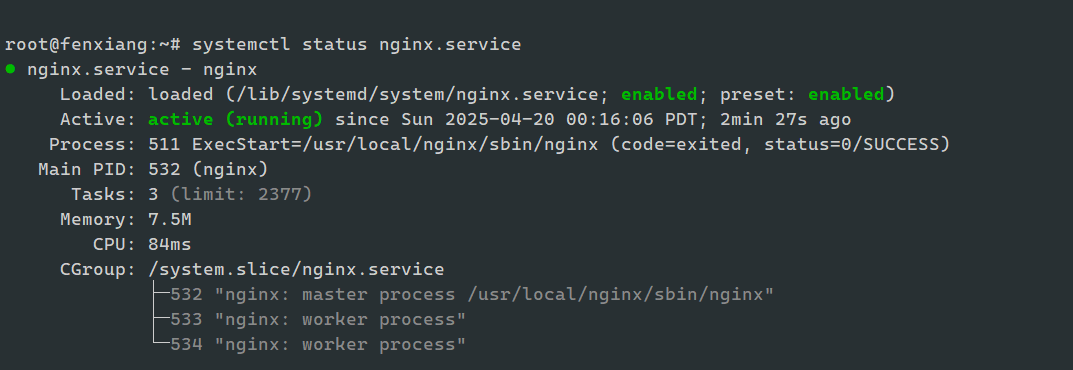 root@fenxiang:~# systemctl status nginx.service
● nginx.service - nginx
Loaded: loaded (/lib/systemd/system/nginx.service; enabled; preset: enabled)
Active: active (running) since Sun 2025-04-20 00:16:06 PDT; 2min 27s ago
Process: 511 ExecStart=/usr/local/nginx/sbin/nginx (code=exited, status=0/SUCCESS)
Main PID: 532 (nginx)
Tasks: 3 (limit: 2377)
Memory: 7.5M
CPU: 84ms
CGroup: /system.slice/nginx.service
├─532 "nginx: master process /usr/local/nginx/sbin/nginx"
├─533 "nginx: worker process"
└─534 "nginx: worker process"